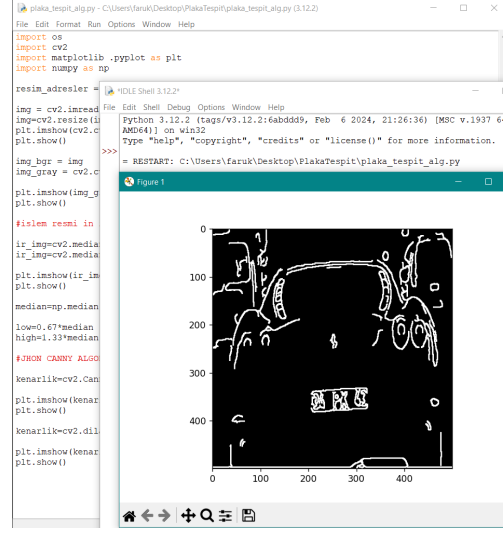 plaka_tespit_alg.py - C:\Users\faruk\Desktop\PlakaTespit\plaka_tespit_alg.py (3.12.2)
File Edit Format Run Options Window Help
import os
import cv2
import matplotlib .pyplot as plt
import numpy as np
resim_adresler =
img = cv2.imread
img=cv2.resize(im
plt.imshow(cv2.c
plt.show()
img_bgr = img
img_gray = cv2.c
plt.imshow(img_g
plt.show()
#islem resmi in
ir_img=cv2.media
ir_img=cv2.media
plt.imshow(ir_im
plt.show()
median=np.median
low=0.67*median
high=1.33*median
#JHON CANNY ALGO
kenarlik=cv2.Can
plt.imshow(kenar
plt.show()
kenarlik=cv2.dil
plt.imshow(kenar
plt.show()
*IDLE Shell 3.12.2*
File Edit Shell Debug Options Window Help
Python 3.12.2 (tags/v3.12.2:6abddd9, Feb 6 2024, 21:26:36) [MSC v.1937 64
AMD64)] on win32
Type "help", "copyright", "credits" or "license()" for more information.
>>>
= RESTART: C:\Users\faruk\Desktop\PlakaTespit\plaka_tespit_alg.py
Figure 1
0
100
200
300
400
0 100 200 300 400